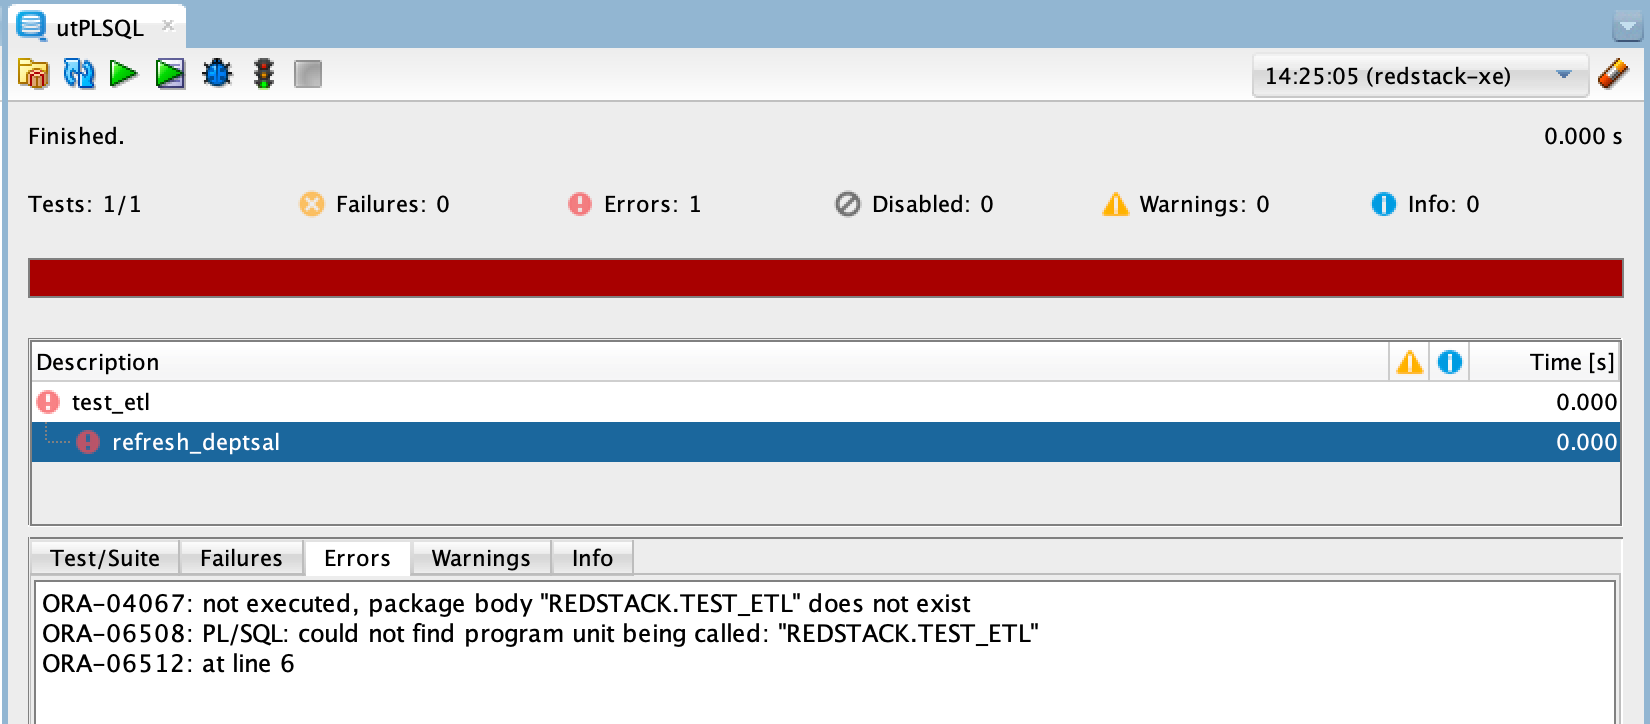 utPLSQL
14:25:05 (redstack-xe)
Finished. 0.000 s
Tests: 1/1 Failures: 0 Errors: 1 Disabled: 0 Warnings: 0 Info: 0
Description Time [s]
test_etl 0.000
refresh_deptsal 0.000
Test/Suite Failures Errors Warnings Info
ORA-04067: not executed, package body "REDSTACK.TEST_ETL" does not exist
ORA-06508: PL/SQL: could not find program unit being called: "REDSTACK.TEST_ETL"
ORA-06512: at line 6